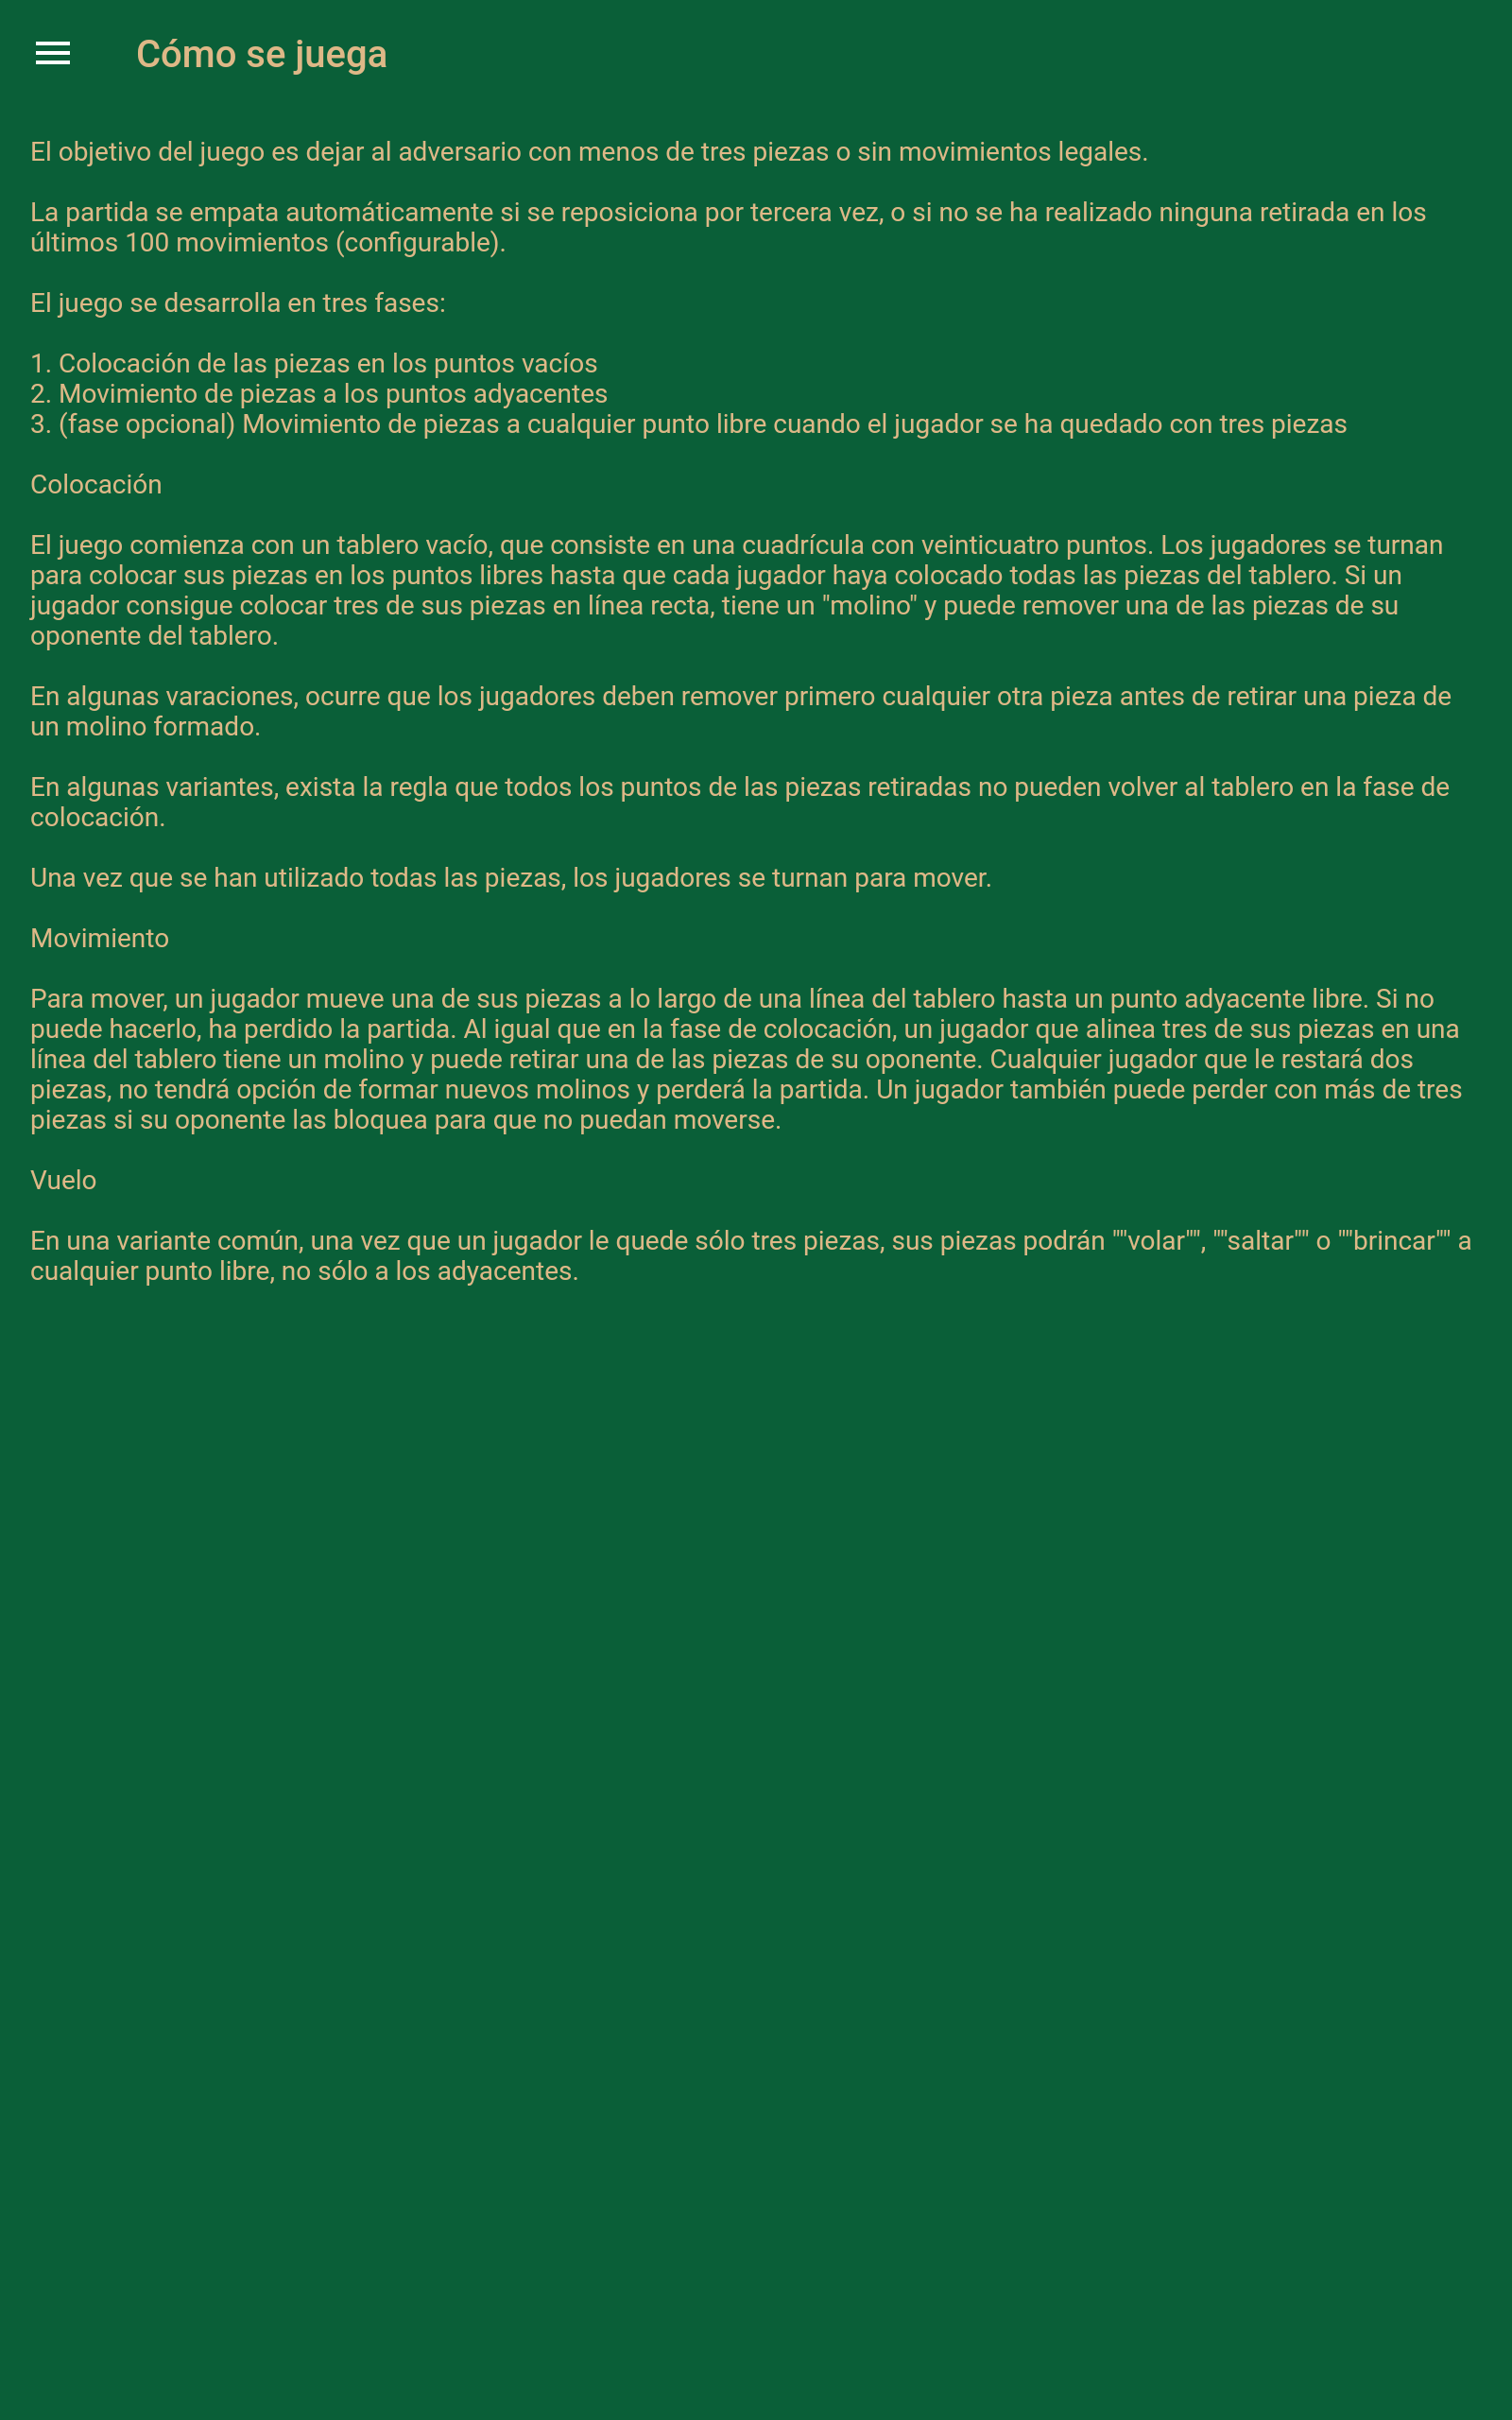 Cómo se juega
El objetivo del juego es dejar al adversario con menos de tres piezas o sin movimientos legales.
La partida se empata automáticamente si se reposiciona por tercera vez, o si no se ha realizado ninguna retirada en los
últimos 100 movimientos (configurable).
El juego se desarrolla en tres fases:
1. Colocación de las piezas en los puntos vacíos
2. Movimiento de piezas a los puntos adyacentes
3. (fase opcional) Movimiento de piezas a cualquier punto libre cuando el jugador se ha quedado con tres piezas
Colocación
El juego comienza con un tablero vacío, que consiste en una cuadrícula con veinticuatro puntos. Los jugadores se turnan
para colocar sus piezas en los puntos libres hasta que cada jugador haya colocado todas las piezas del tablero. Si un
jugador consigue colocar tres de sus piezas en línea recta, tiene un "molino" y puede remover una de las piezas de su
oponente del tablero.
En algunas varaciones, ocurre que los jugadores deben remover primero cualquier otra pieza antes de retirar una pieza de
un molino formado.
En algunas variantes, exista la regla que todos los puntos de las piezas retiradas no pueden volver al tablero en la fase de
colocación.
Una vez que se han utilizado todas las piezas, los jugadores se turnan para mover.
Movimiento
Para mover, un jugador mueve una de sus piezas a lo largo de una línea del tablero hasta un punto adyacente libre. Si no
puede hacerlo, ha perdido la partida. Al igual que en la fase de colocación, un jugador que alinea tres de sus piezas en una
línea del tablero tiene un molino y puede retirar una de las piezas de su oponente. Cualquier jugador que le restará dos
piezas, no tendrá opción de formar nuevos molinos y perderá la partida. Un jugador también puede perder con más de tres
piezas si su oponente las bloquea para que no puedan moverse.
Vuelo
En una variante común, una vez que un jugador le quede sólo tres piezas, sus piezas podrán ""volar"", ""saltar"" o ""brincar"" a
cualquier punto libre, no sólo a los adyacentes.